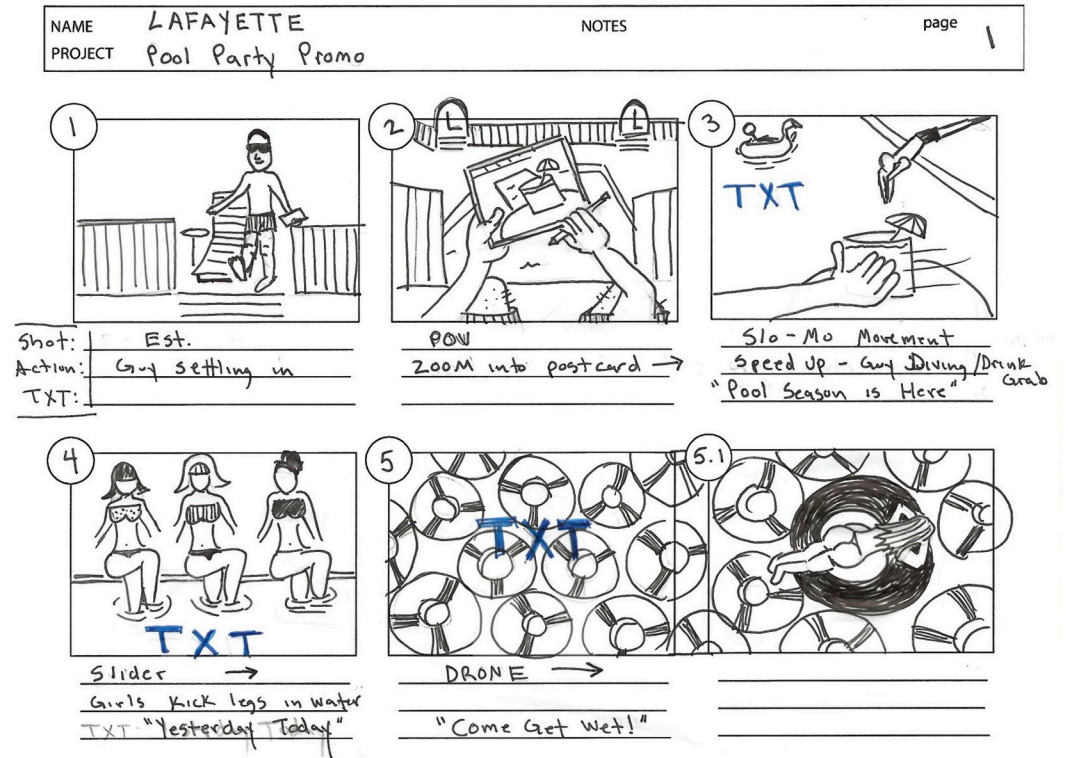 NAME LAFAYETTE NOTES page 1
PROJECT Pool Party Promo
1
2
L L
3
TXT
Shot: Est.
Action: Guy settling in
TXT:
POV
ZOOM into postcard →
Slo-Mo Movement
Speed Up - Guy Diving/Drink Grab
"Pool Season is Here"
4
TXT
5
TXT
5.1
Slider →
Girls Kick legs in water
TXT: "Yesterday Today"
DRONE →
"Come Get Wet!"